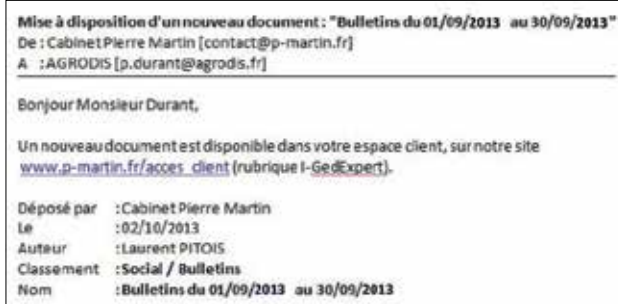 Mise à disposition d'un nouveau document : "Bulletins du 01/09/2013 au 30/09/2013"
De : Cabinet Pierre Martin [contact@p-martin.fr]
A : AGRODIS [p.durant@agrodis.fr]
Bonjour Monsieur Durant,
Un nouveau document est disponible dans votre espace client, sur notre site
www.p-martin.fr/acces_client (rubrique I-GedExpert).
Déposé par : Cabinet Pierre Martin
Le : 02/10/2013
Auteur : Laurent PITOIS
Classement : Social / Bulletins
Nom : Bulletins du 01/09/2013 au 30/09/2013